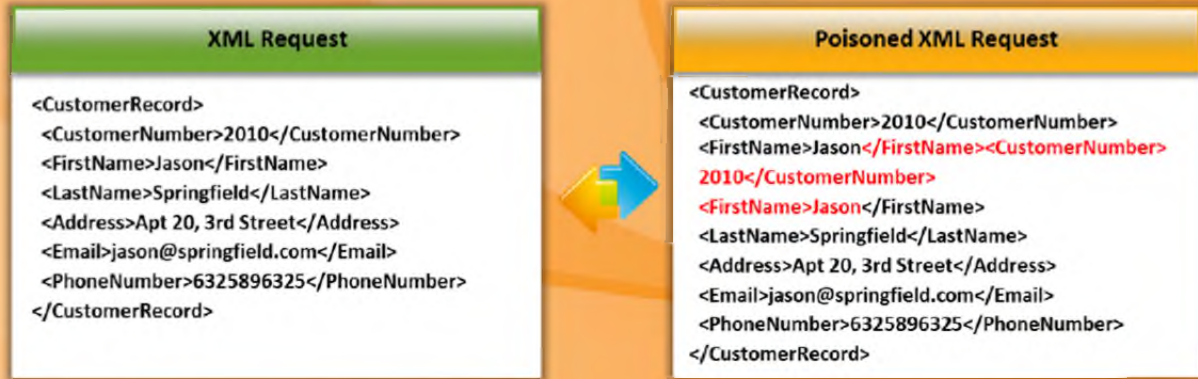 XML Request
<CustomerRecord>
<CustomerNumber>2010</CustomerNumber>
<FirstName>Jason</FirstName>
<LastName>Springfield</LastName>
<Address>Apt 20, 3rd Street</Address>
<Email>jason@springfield.com</Email>
<PhoneNumber>6325896325</PhoneNumber>
</CustomerRecord>
Poisoned XML Request
<CustomerRecord>
<CustomerNumber>2010</CustomerNumber>
<FirstName>Jason</FirstName><CustomerNumber>
2010</CustomerNumber>
<FirstName>Jason</FirstName>
<LastName>Springfield</LastName>
<Address>Apt 20, 3rd Street</Address>
<Email>jason@springfield.com</Email>
<PhoneNumber>6325896325</PhoneNumber>
</CustomerRecord>